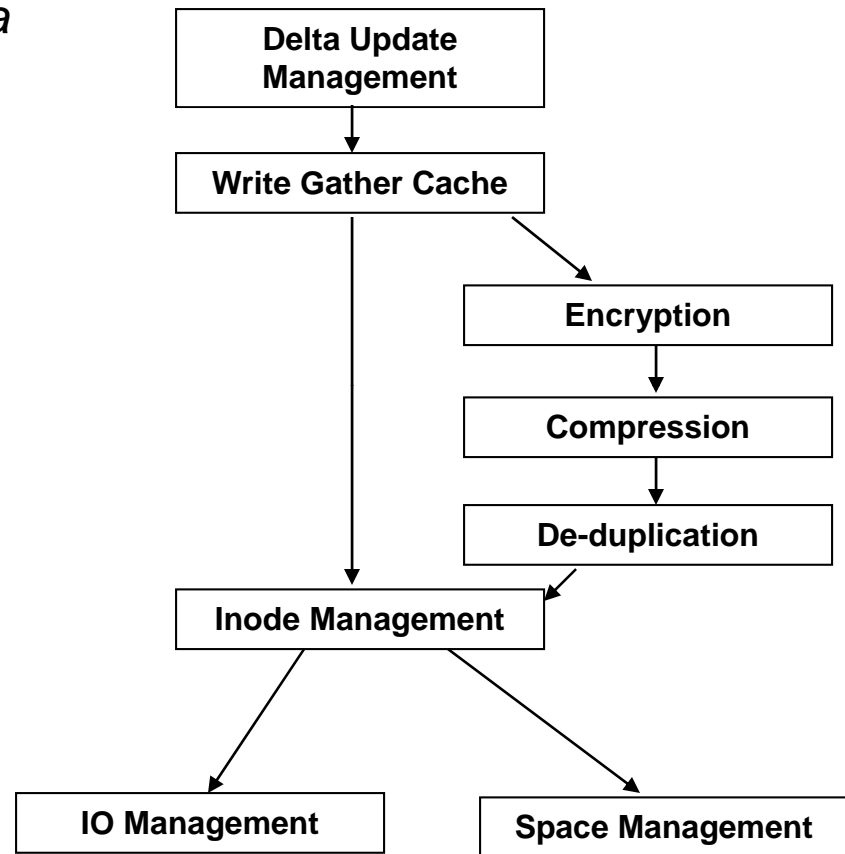 a
Delta Update
Management
Write Gather Cache
Encryption
Compression
De-duplication
Inode Management
IO Management
Space Management